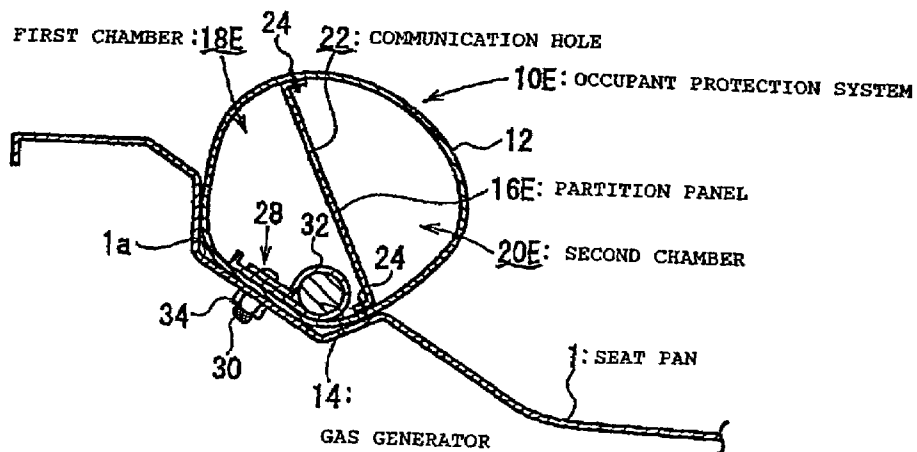 FIRST CHAMBER : 18E
24
22: COMMUNICATION HOLE
10E: OCCUPANT PROTECTION SYSTEM
12
16E: PARTITION PANEL
28
32
1a
24
20E: SECOND CHAMBER
34
30
14:
GAS GENERATOR
1: SEAT PAN